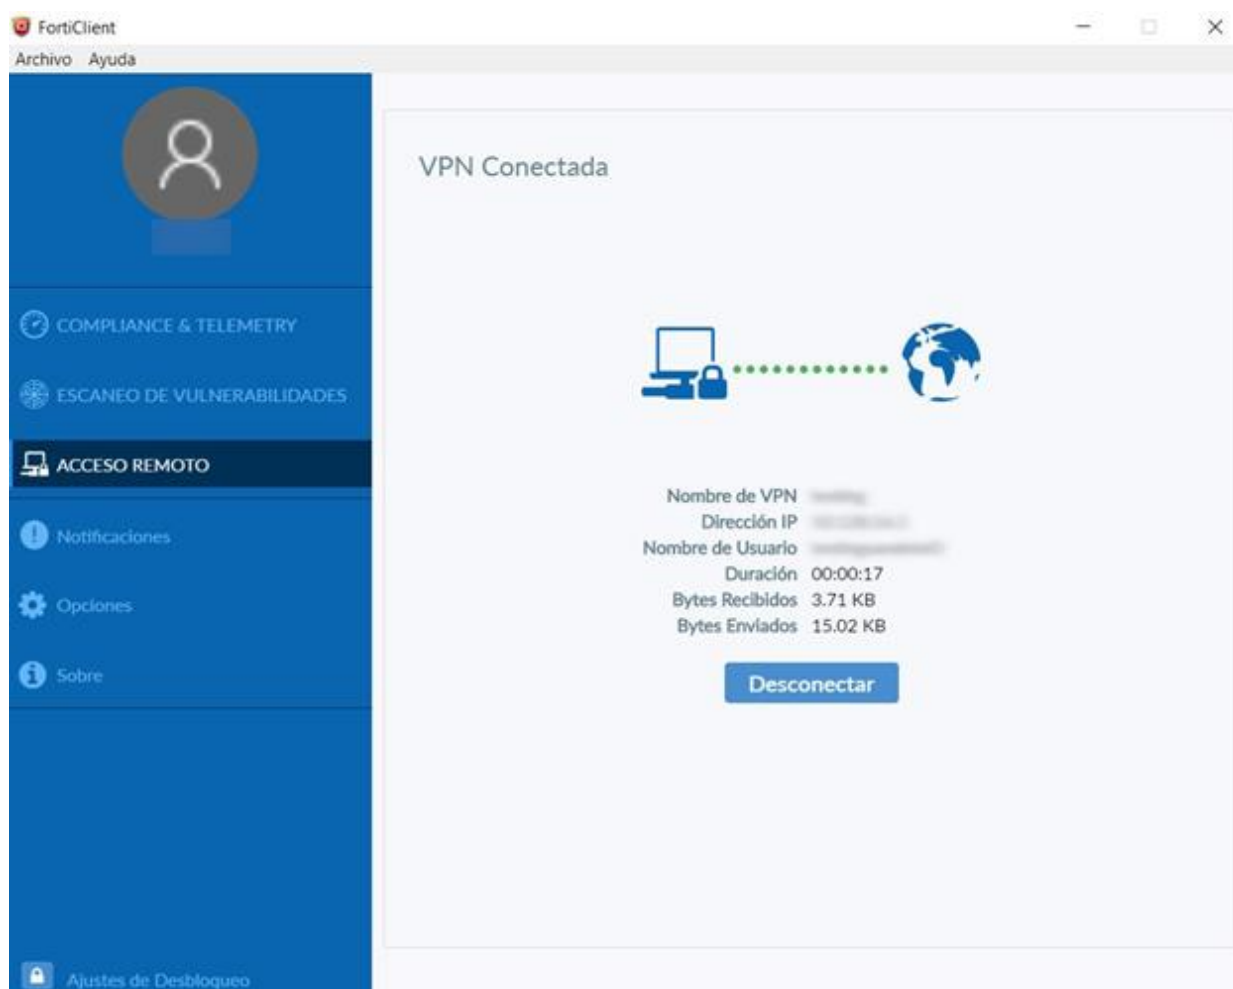 FortiClient
Archivo Ayuda
VPN Conectada
COMPLIANCE & TELEMETRY
ESCANEO DE VULNERABILIDADES
ACCESO REMOTO
Notificaciones
Opciones
Sobre
Nombre de VPN
Dirección IP
Nombre de Usuario
Duración 00:00:17
Bytes Recibidos 3.71 KB
Bytes Enviados 15.02 KB
Desconectar
Ajustes de Desbloqueo